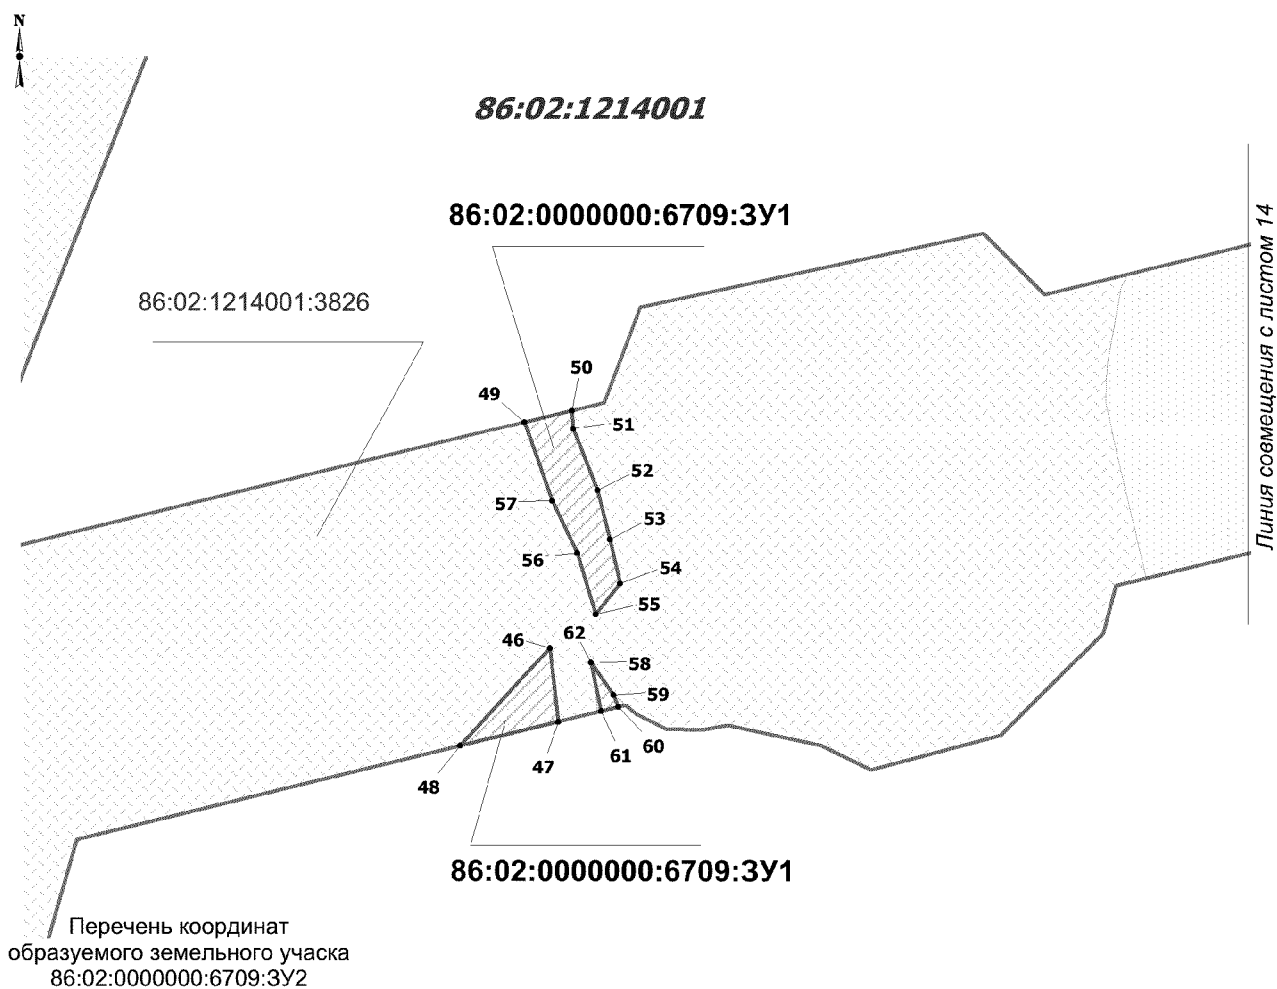 N
86:02:1214001
86:02:0000000:6709:ЗУ1
Линия совмещения с листом 14
86:02:1214001:3826
50
49
51
52
57
53
56
54
55
62
46
58
59
60
61
47
48
86:02:0000000:6709:ЗУ1
Перечень координат
образуемого земельного учаска
86:02:0000000:6709:ЗУ2